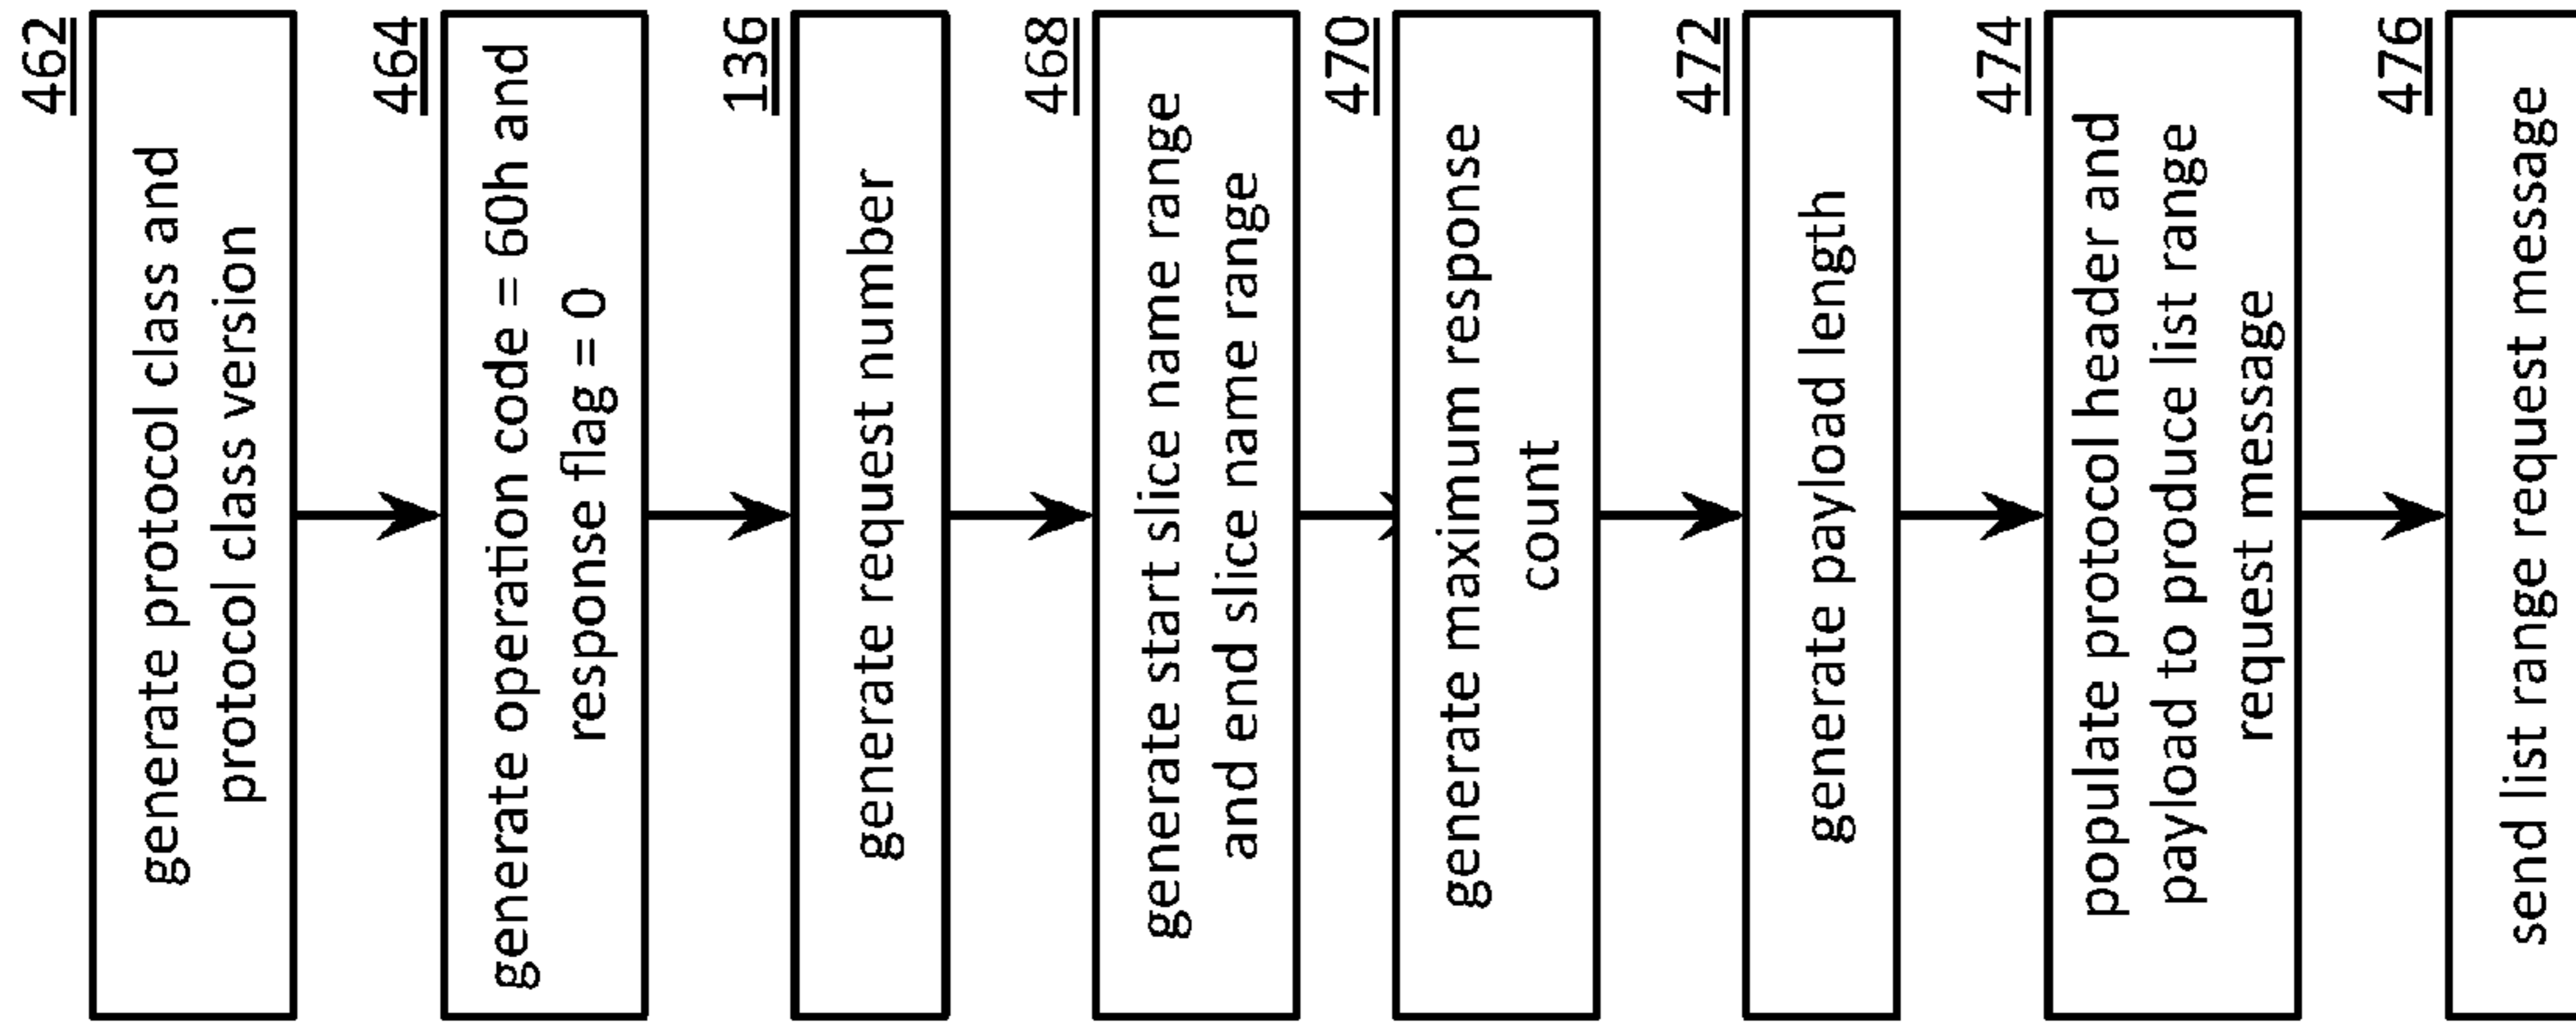 462
generate protocol class and
protocol class version
464
generate operation code = 60h and
response flag = 0
136
generate request number
468
generate start slice name range
and end slice name range
470
generate maximum response
count
472
generate payload length
474
populate protocol header and
payload to produce list range
request message
476
send list range request message